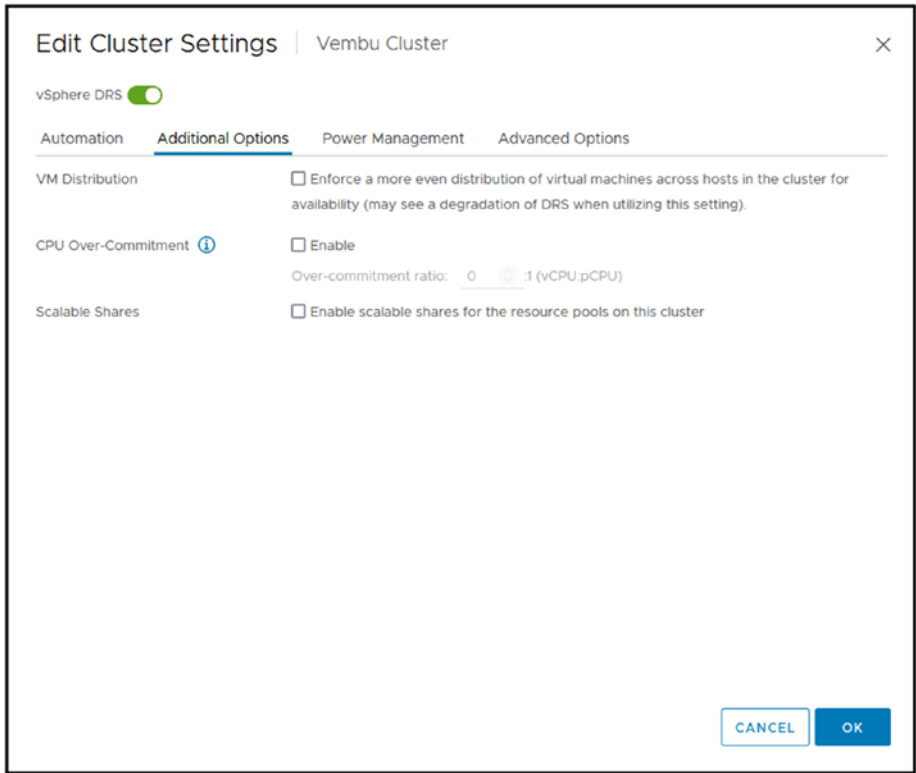 Edit Cluster Settings Vembu Cluster
vSphere DRS
Automation Additional Options Power Management Advanced Options
VM Distribution Enforce a more even distribution of virtual machines across hosts in the cluster for
availability (may see a degradation of DRS when utilizing this setting).
CPU Over-Commitment Enable
Over-commitment ratio: 0 :1 (vCPU:pCPU)
Scalable Shares Enable scalable shares for the resource pools on this cluster
CANCEL OK